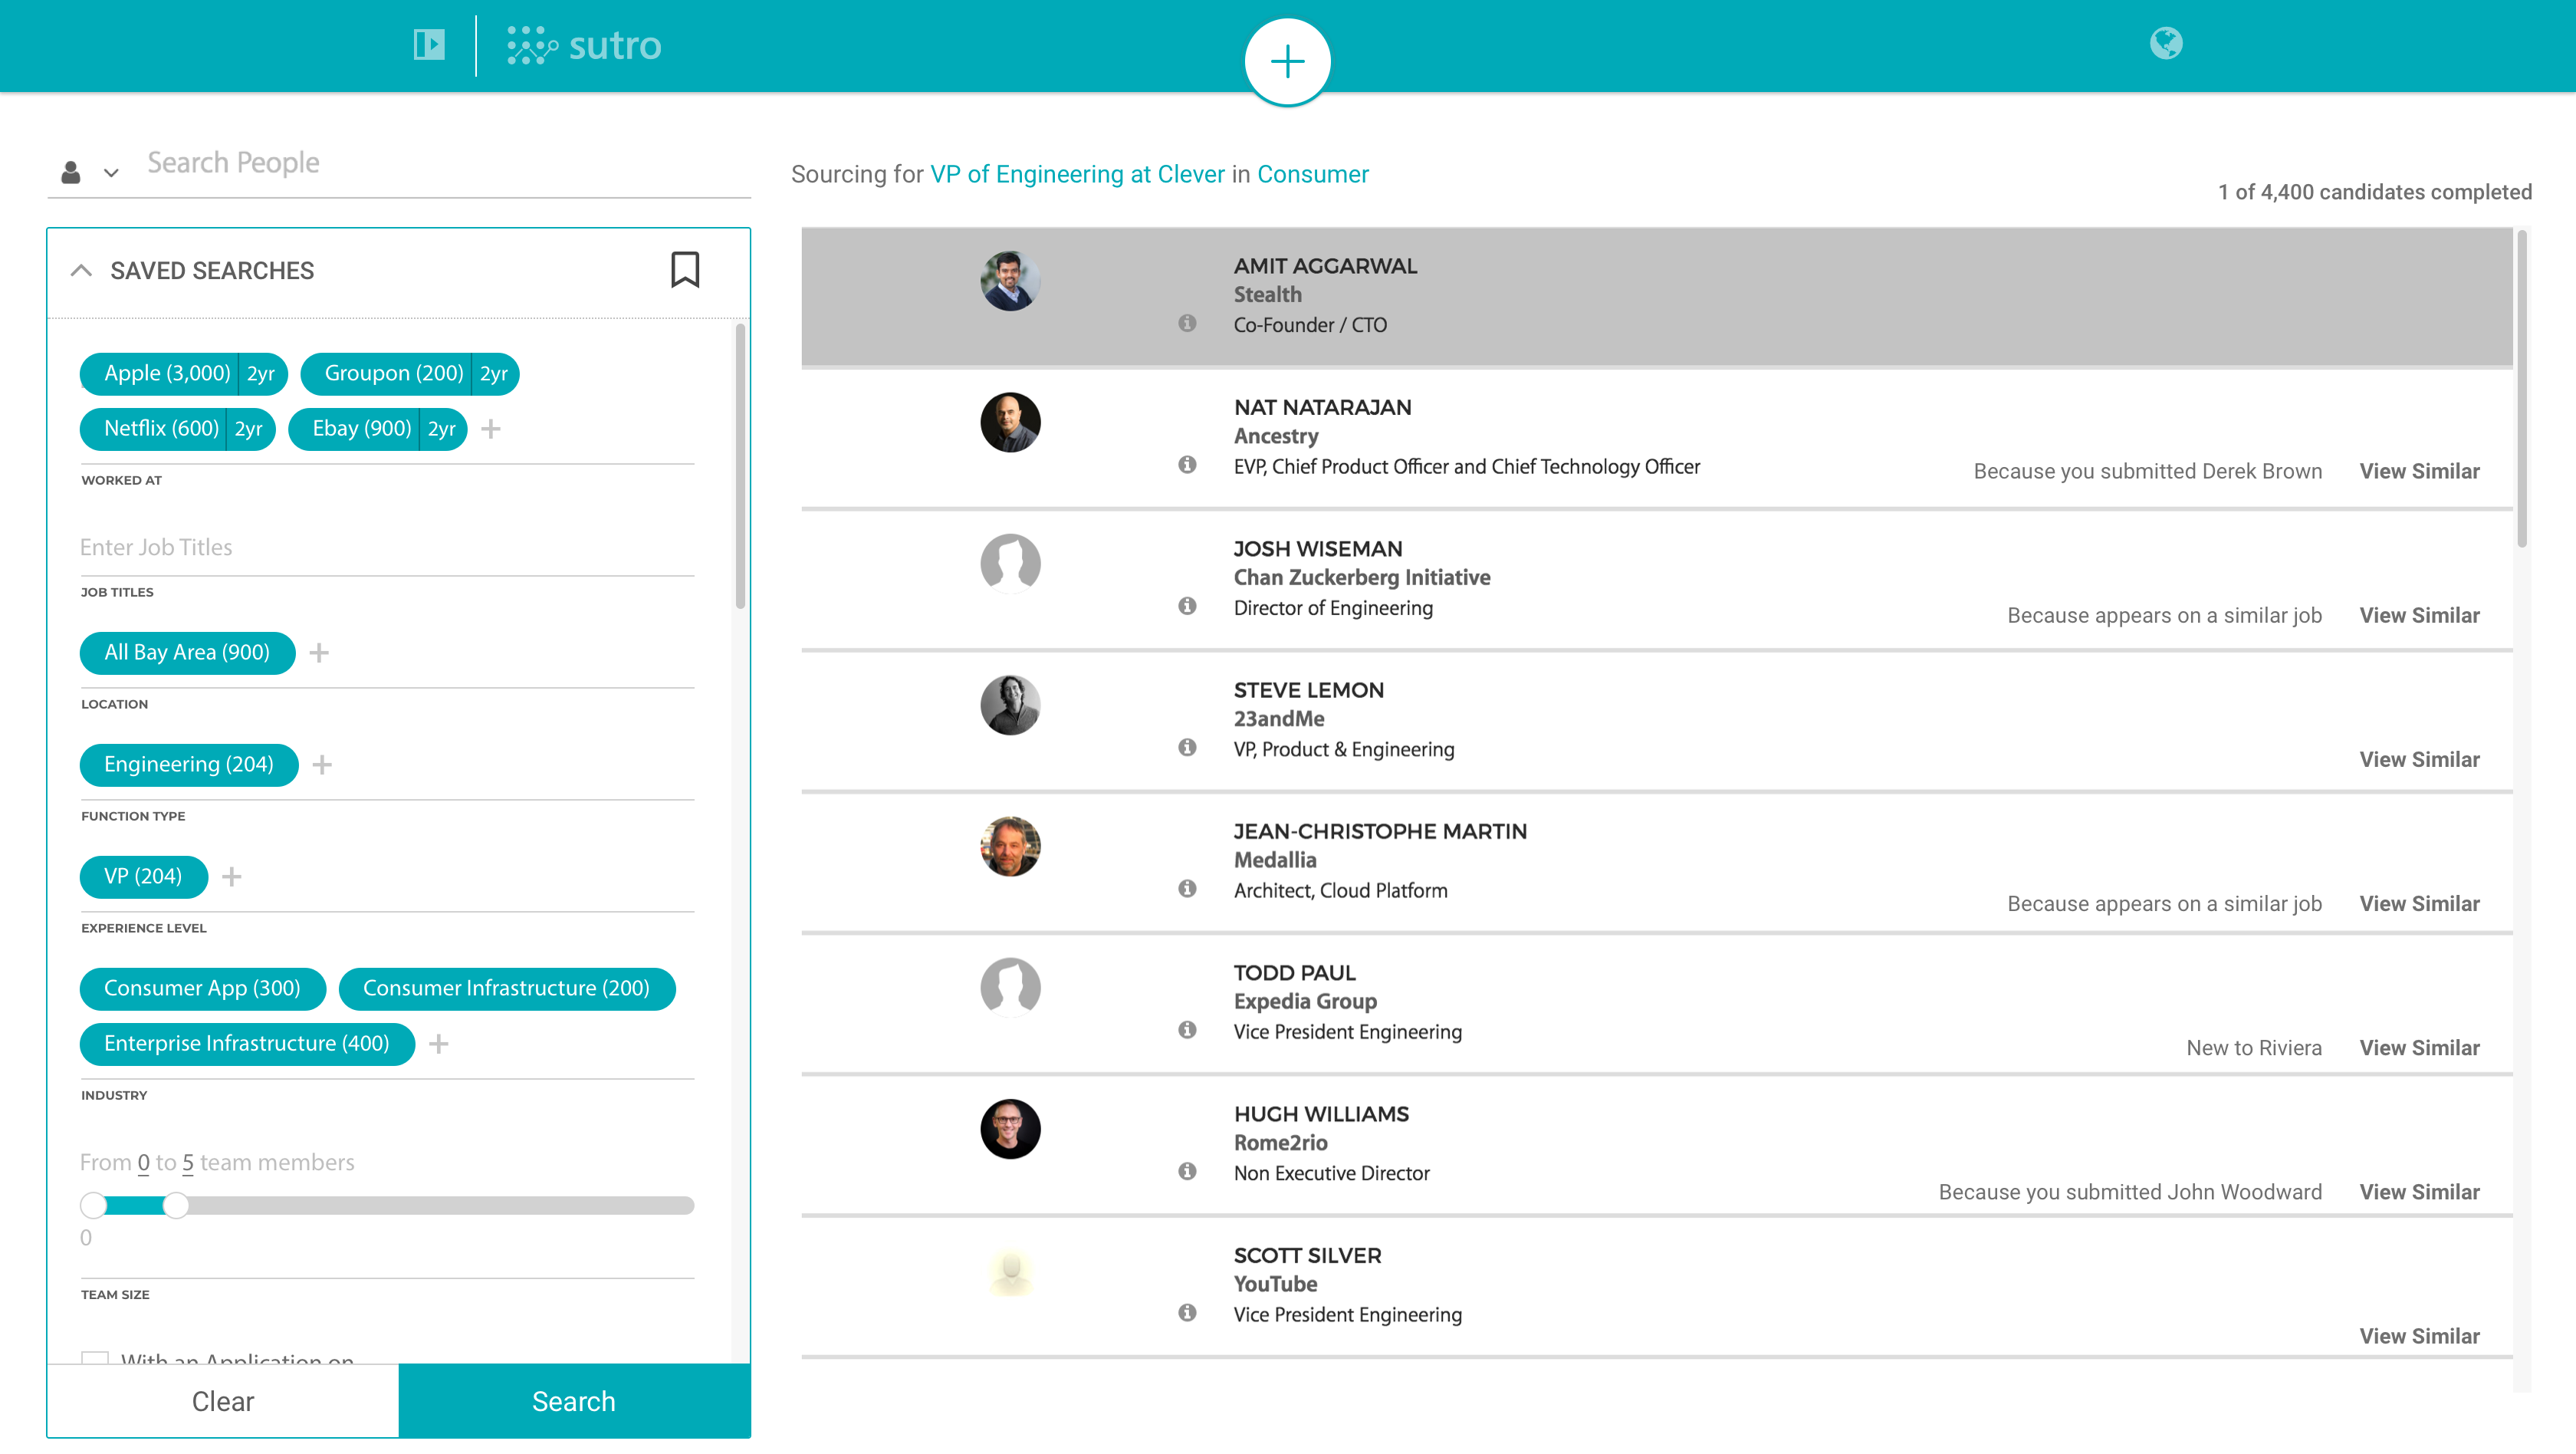 sutro
Search People
Sourcing for VP of Engineering at Clever in Consumer
1 of 4,400 candidates completed
SAVED SEARCHES
Apple (3,000) 2yr Groupon (200) 2yr
Netflix (600) 2yr Ebay (900) 2yr
WORKED AT
Enter Job Titles
JOB TITLES
All Bay Area (900)
LOCATION
Engineering (204)
FUNCTION TYPE
VP (204)
EXPERIENCE LEVEL
Consumer App (300) Consumer Infrastructure (200)
Enterprise Infrastructure (400)
INDUSTRY
From 0 to 5 team members
0
TEAM SIZE
With an Application on
Clear Search
AMIT AGGARWAL
Stealth
Co-Founder / CTO
NAT NATARAJAN
Ancestry
EVP, Chief Product Officer and Chief Technology Officer
Because you submitted Derek Brown View Similar
JOSH WISEMAN
Chan Zuckerberg Initiative
Director of Engineering
Because appears on a similar job View Similar
STEVE LEMON
23andMe
VP, Product & Engineering
View Similar
JEAN-CHRISTOPHE MARTIN
Medallia
Architect, Cloud Platform
Because appears on a similar job View Similar
TODD PAUL
Expedia Group
Vice President Engineering
New to Riviera View Similar
HUGH WILLIAMS
Rome2rio
Non Executive Director
Because you submitted John Woodward View Similar
SCOTT SILVER
YouTube
Vice President Engineering
View Similar